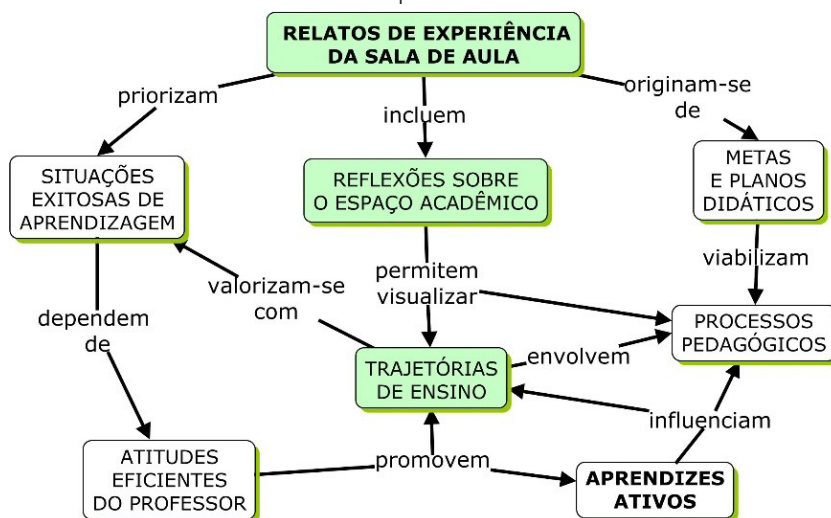 RELATOS DE EXPERIÊNCIA
DA SALA DE AULA
priorizam
incluem
originam-se
de
SITUAÇÕES
EXITOSAS DE
APRENDIZAGEM
REFLEXÕES SOBRE
O ESPAÇO ACADÊMICO
METAS
E PLANOS
DIDÁTICOS
valorizam-se
com
permitem
visualizar
viabilizam
dependem
de
TRAJETÓRIAS
DE ENSINO
envolvem
PROCESSOS
PEDAGÓGICOS
influenciam
ATITUDES
EFICIENTES
DO PROFESSOR
promovem
APRENDIZES
ATIVOS